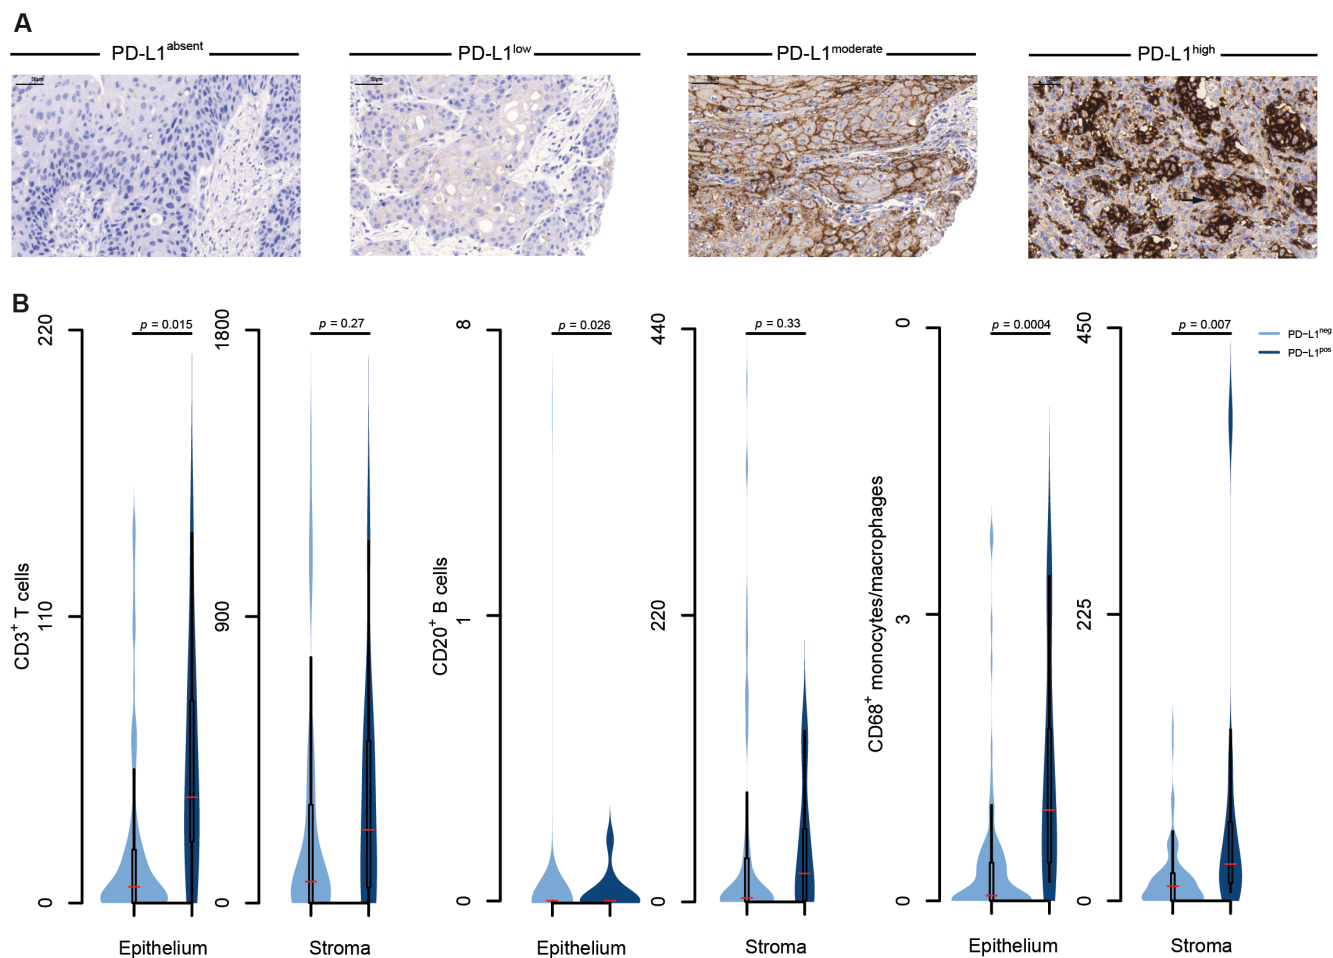 A
PD-L1absent
PD-L1low
PD-L1moderate
PD-L1high
50µm
50µm
B
p = 0.015
p = 0.27
p = 0.026
p = 0.33
p = 0.0004
p = 0.007
PD−L1neg
PD−L1pos
CD3+ T cells
220
110
0
1800
900
0
CD20+ B cells
8
1
0
440
220
0
CD68+ monocytes/macrophages
0
3
0
450
225
0
Epithelium
Stroma
Epithelium
Stroma
Epithelium
Stroma